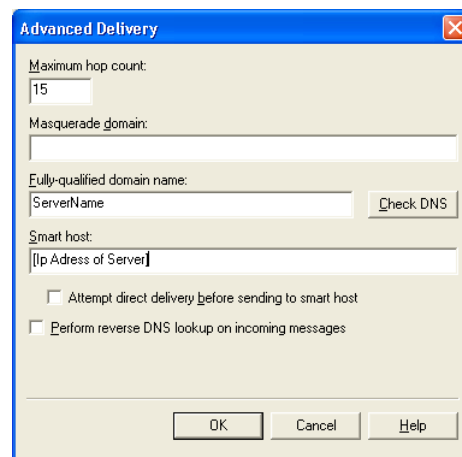 Advanced Delivery
Maximum hop count:
15
Masquerade domain:
Fully-qualified domain name:
ServerName
Check DNS
Smart host:
[Ip Adress of Server]
Attempt direct delivery before sending to smart host
Perform reverse DNS lookup on incoming messages
OK Cancel Help